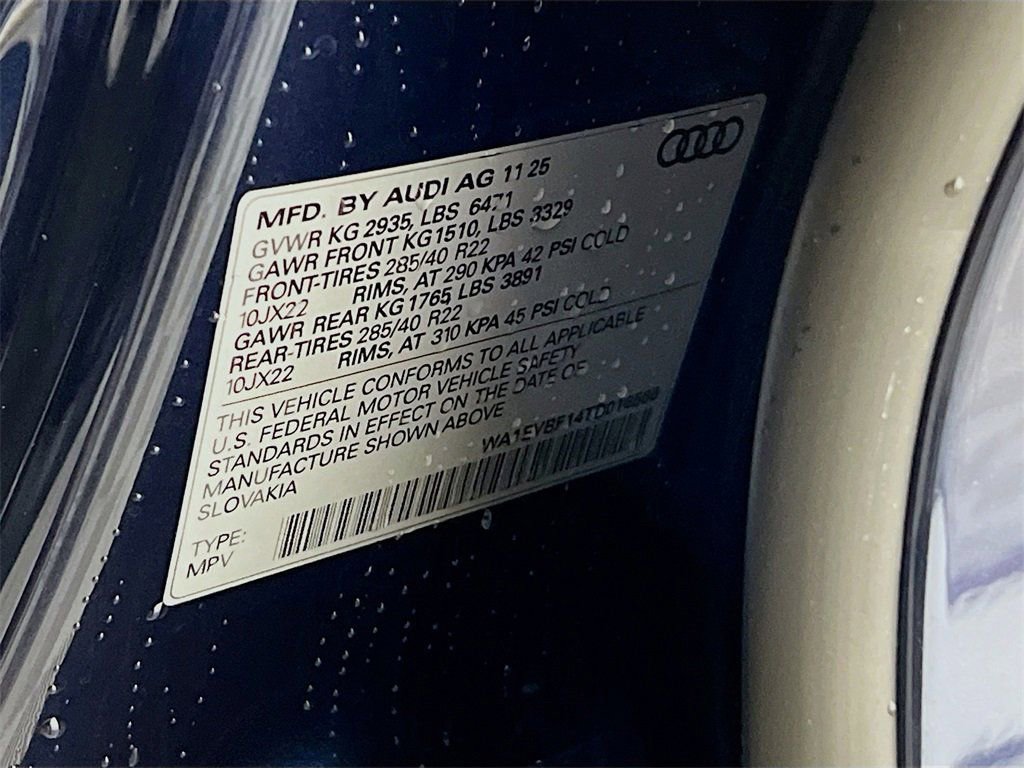 MFD. BY AUDI AG 11 25
GVWR KG 2935, LBS 6471
GAWR FRONT KG1510, LBS 3329
FRONT-TIRES 285/40 R22
10JX22 RIMS, AT 290 KPA 42 PSI COLD
GAWR REAR KG 1765 LBS 3891
REAR-TIRES 285/40 R22
10JX22 RIMS, AT 310 KPA 45 PSI COLD
THIS VEHICLE CONFORMS TO ALL APPLICABLE
U.S. FEDERAL MOTOR VEHICLE SAFETY
STANDARDS IN EFFECT ON THE DATE OF
MANUFACTURE SHOWN ABOVE
SLOVAKIA
TYPE:
MPV